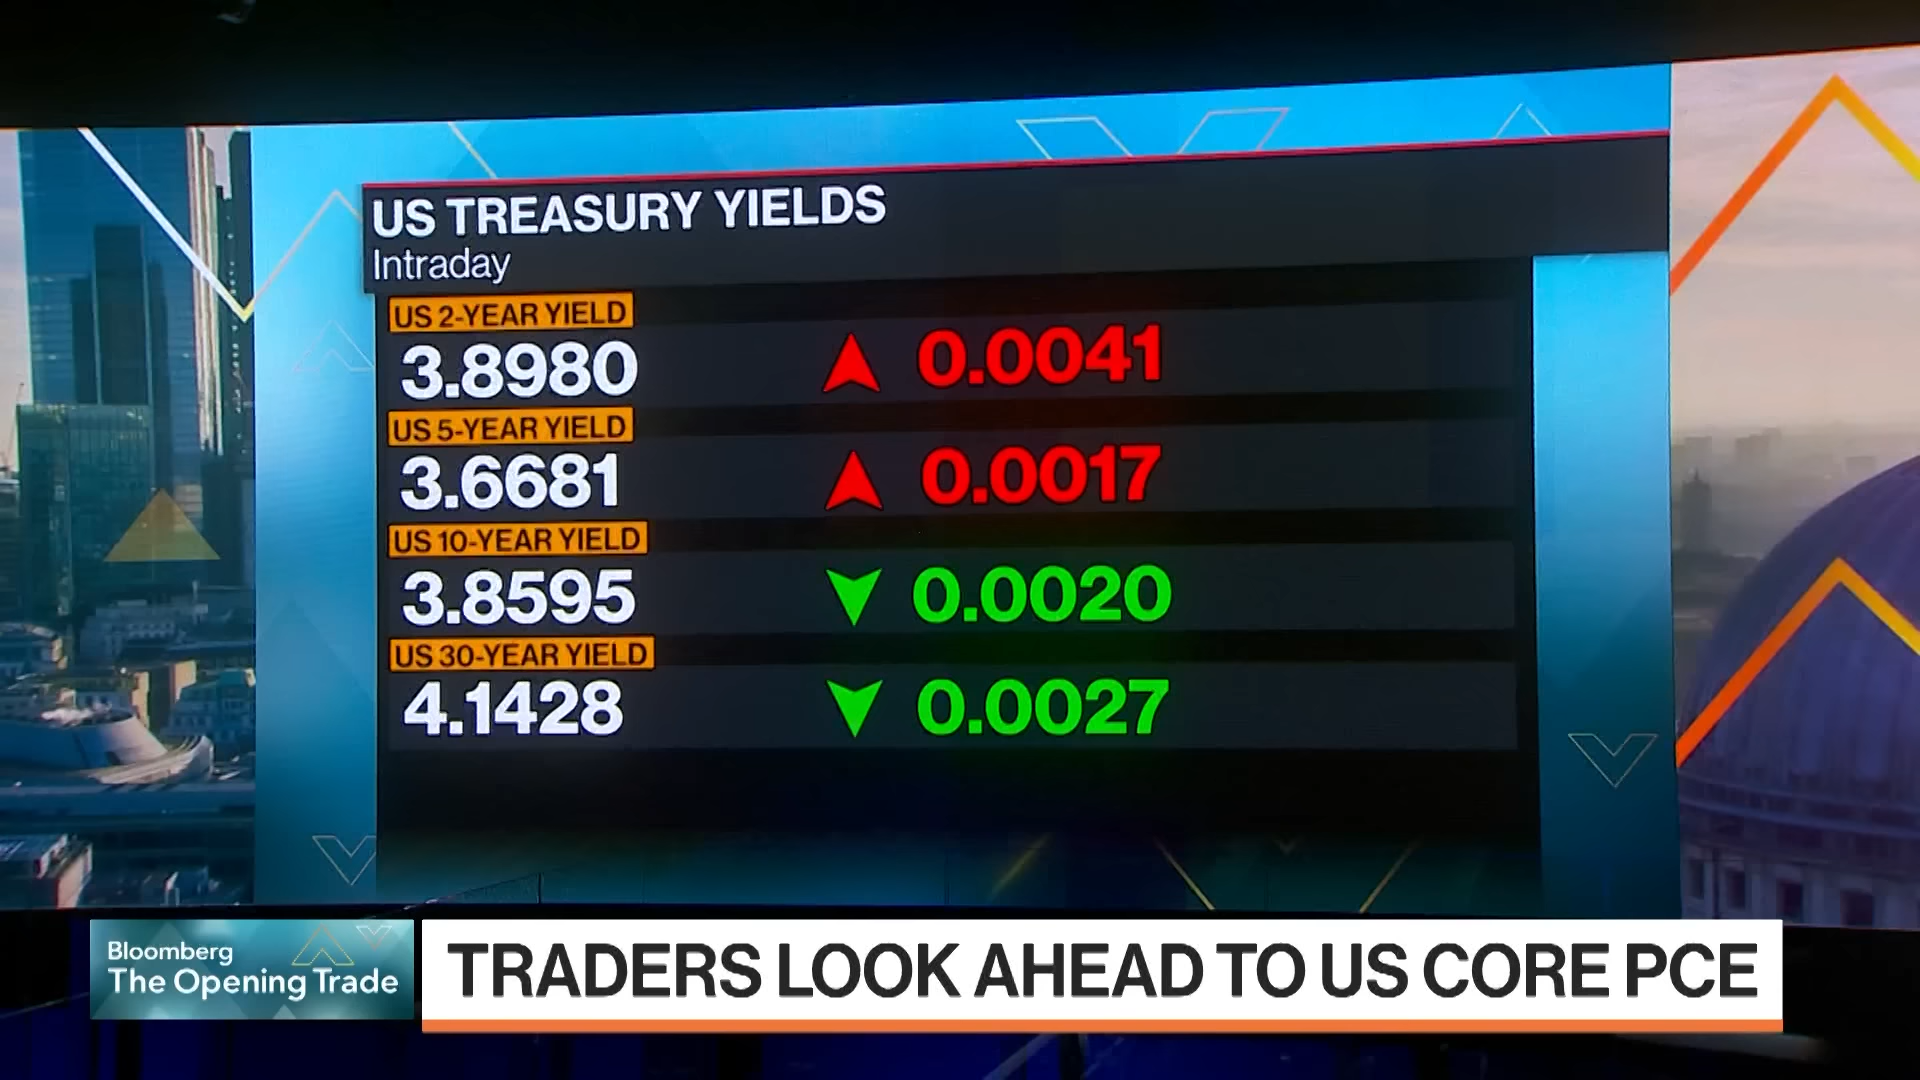 US TREASURY YIELDS
Intraday
US 2-YEAR YIELD
3.8980 0.0041
US 5-YEAR YIELD
3.6681 0.0017
US 10-YEAR YIELD
3.8595 0.0020
US 30-YEAR YIELD
4.1428 0.0027
Bloomberg
The Opening Trade
TRADERS LOOK AHEAD TO US CORE PCE